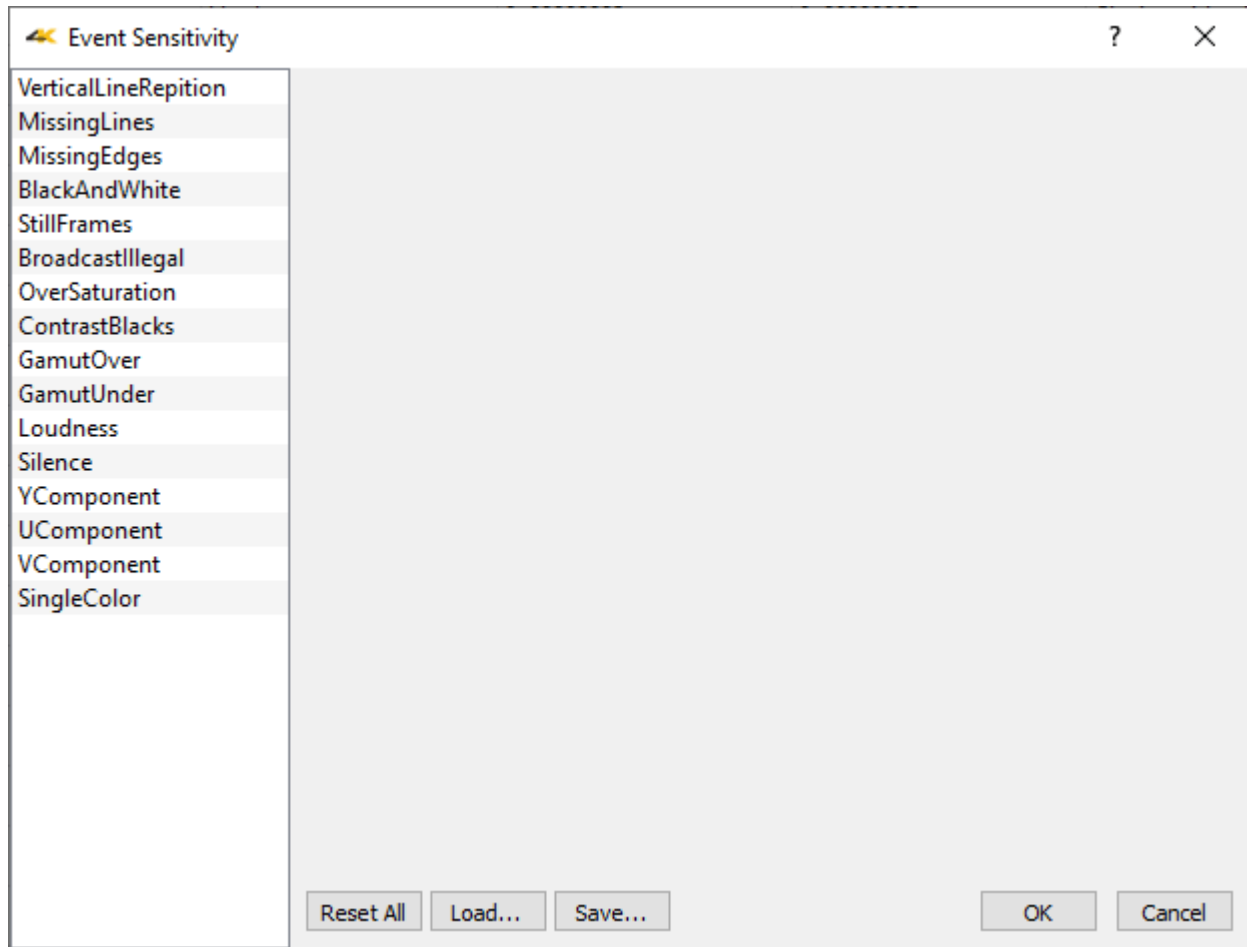 4K Event Sensitivity ?
VerticalLineRepition
MissingLines
MissingEdges
BlackAndWhite
StillFrames
BroadcastIllegal
OverSaturation
ContrastBlacks
GamutOver
GamutUnder
Loudness
Silence
YComponent
UComponent
VComponent
SingleColor
Reset All Load... Save... OK Cancel